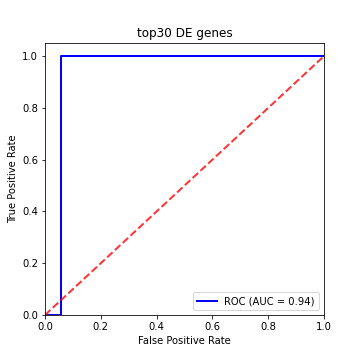 top30 DE genes
True Positive Rate
1.0
0.8
0.6
0.4
0.2
0.0
ROC (AUC = 0.94)
0.0 0.2 0.4 0.6 0.8 1.0
False Positive Rate